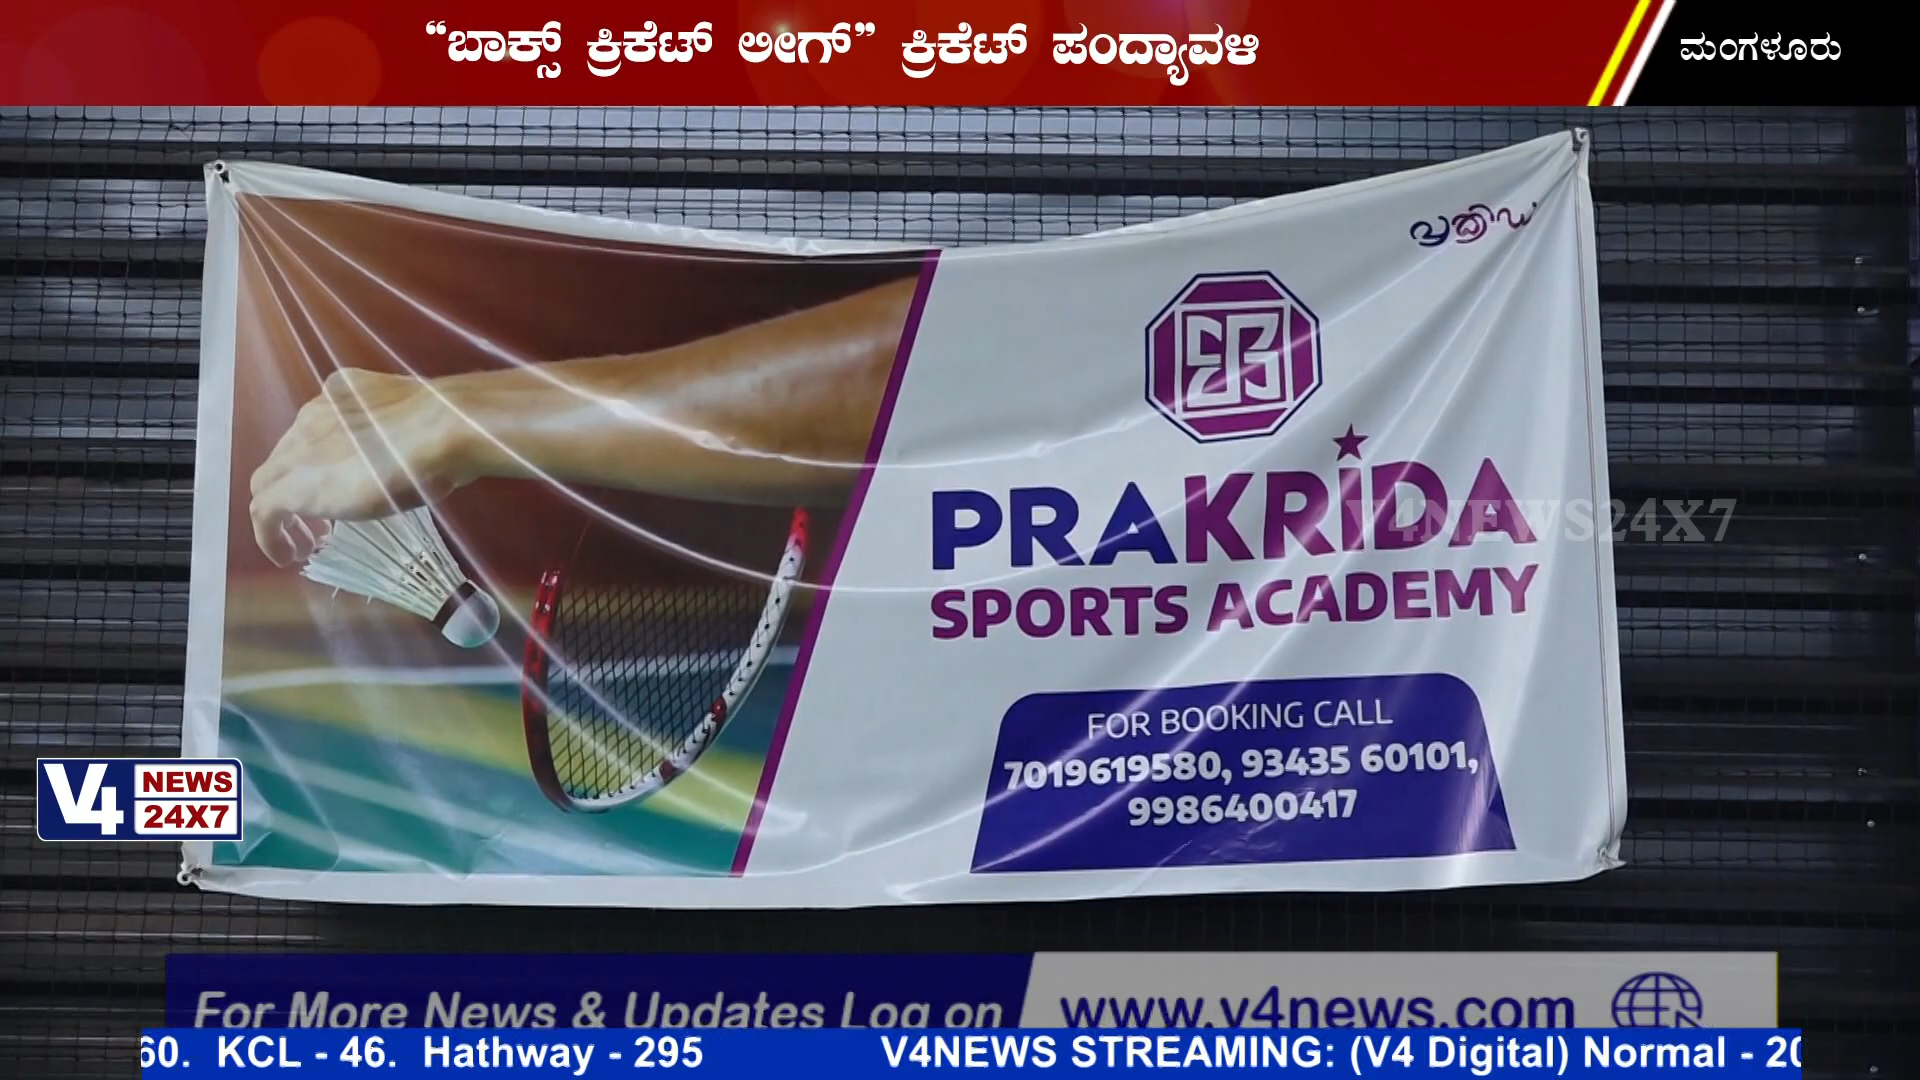 “ಬಾಕ್ಸ್ ಕ್ರಿಕೆಟ್ ಲೀಗ್” ಕ್ರಿಕೆಟ್ ಪಂದ್ಯಾವಳಿ
ಮಂಗಳೂರು
PRAKRIDA
SPORTS ACADEMY
V4NEWS24X7
FOR BOOKING CALL
7019619580, 93435 60101,
9986400417
V4 NEWS
24X7
For More News & Updates Log on www.v4news.com
60. KCL - 46. Hathway - 295 V4NEWS STREAMING: (V4 Digital) Normal - 20